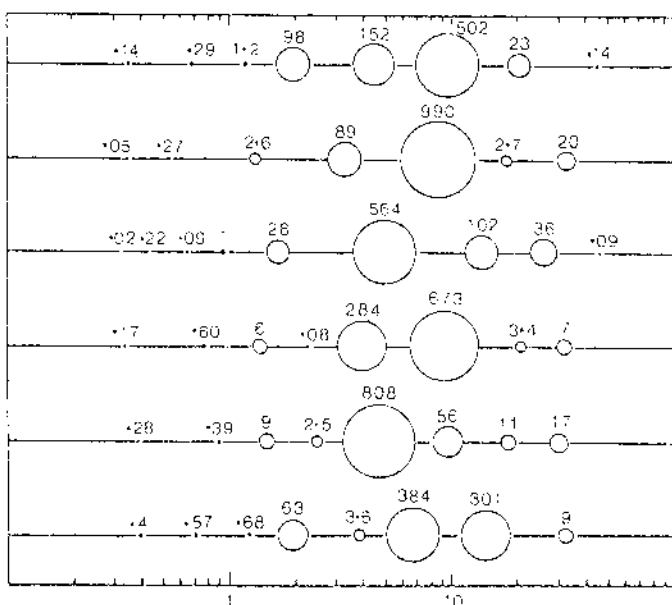 ·14 ·29 1·2 98 152 502 23 ·14
·05 ·27 2·6 89 990 2·7 20
·02 ·22 ·09 1 28 564 102 36 ·09
·17 ·60 6 ·08 284 673 3·4 7
·28 ·39 9 2·5 808 56 11 17
·4 ·57 ·68 63 3·6 384 301 9
1 10